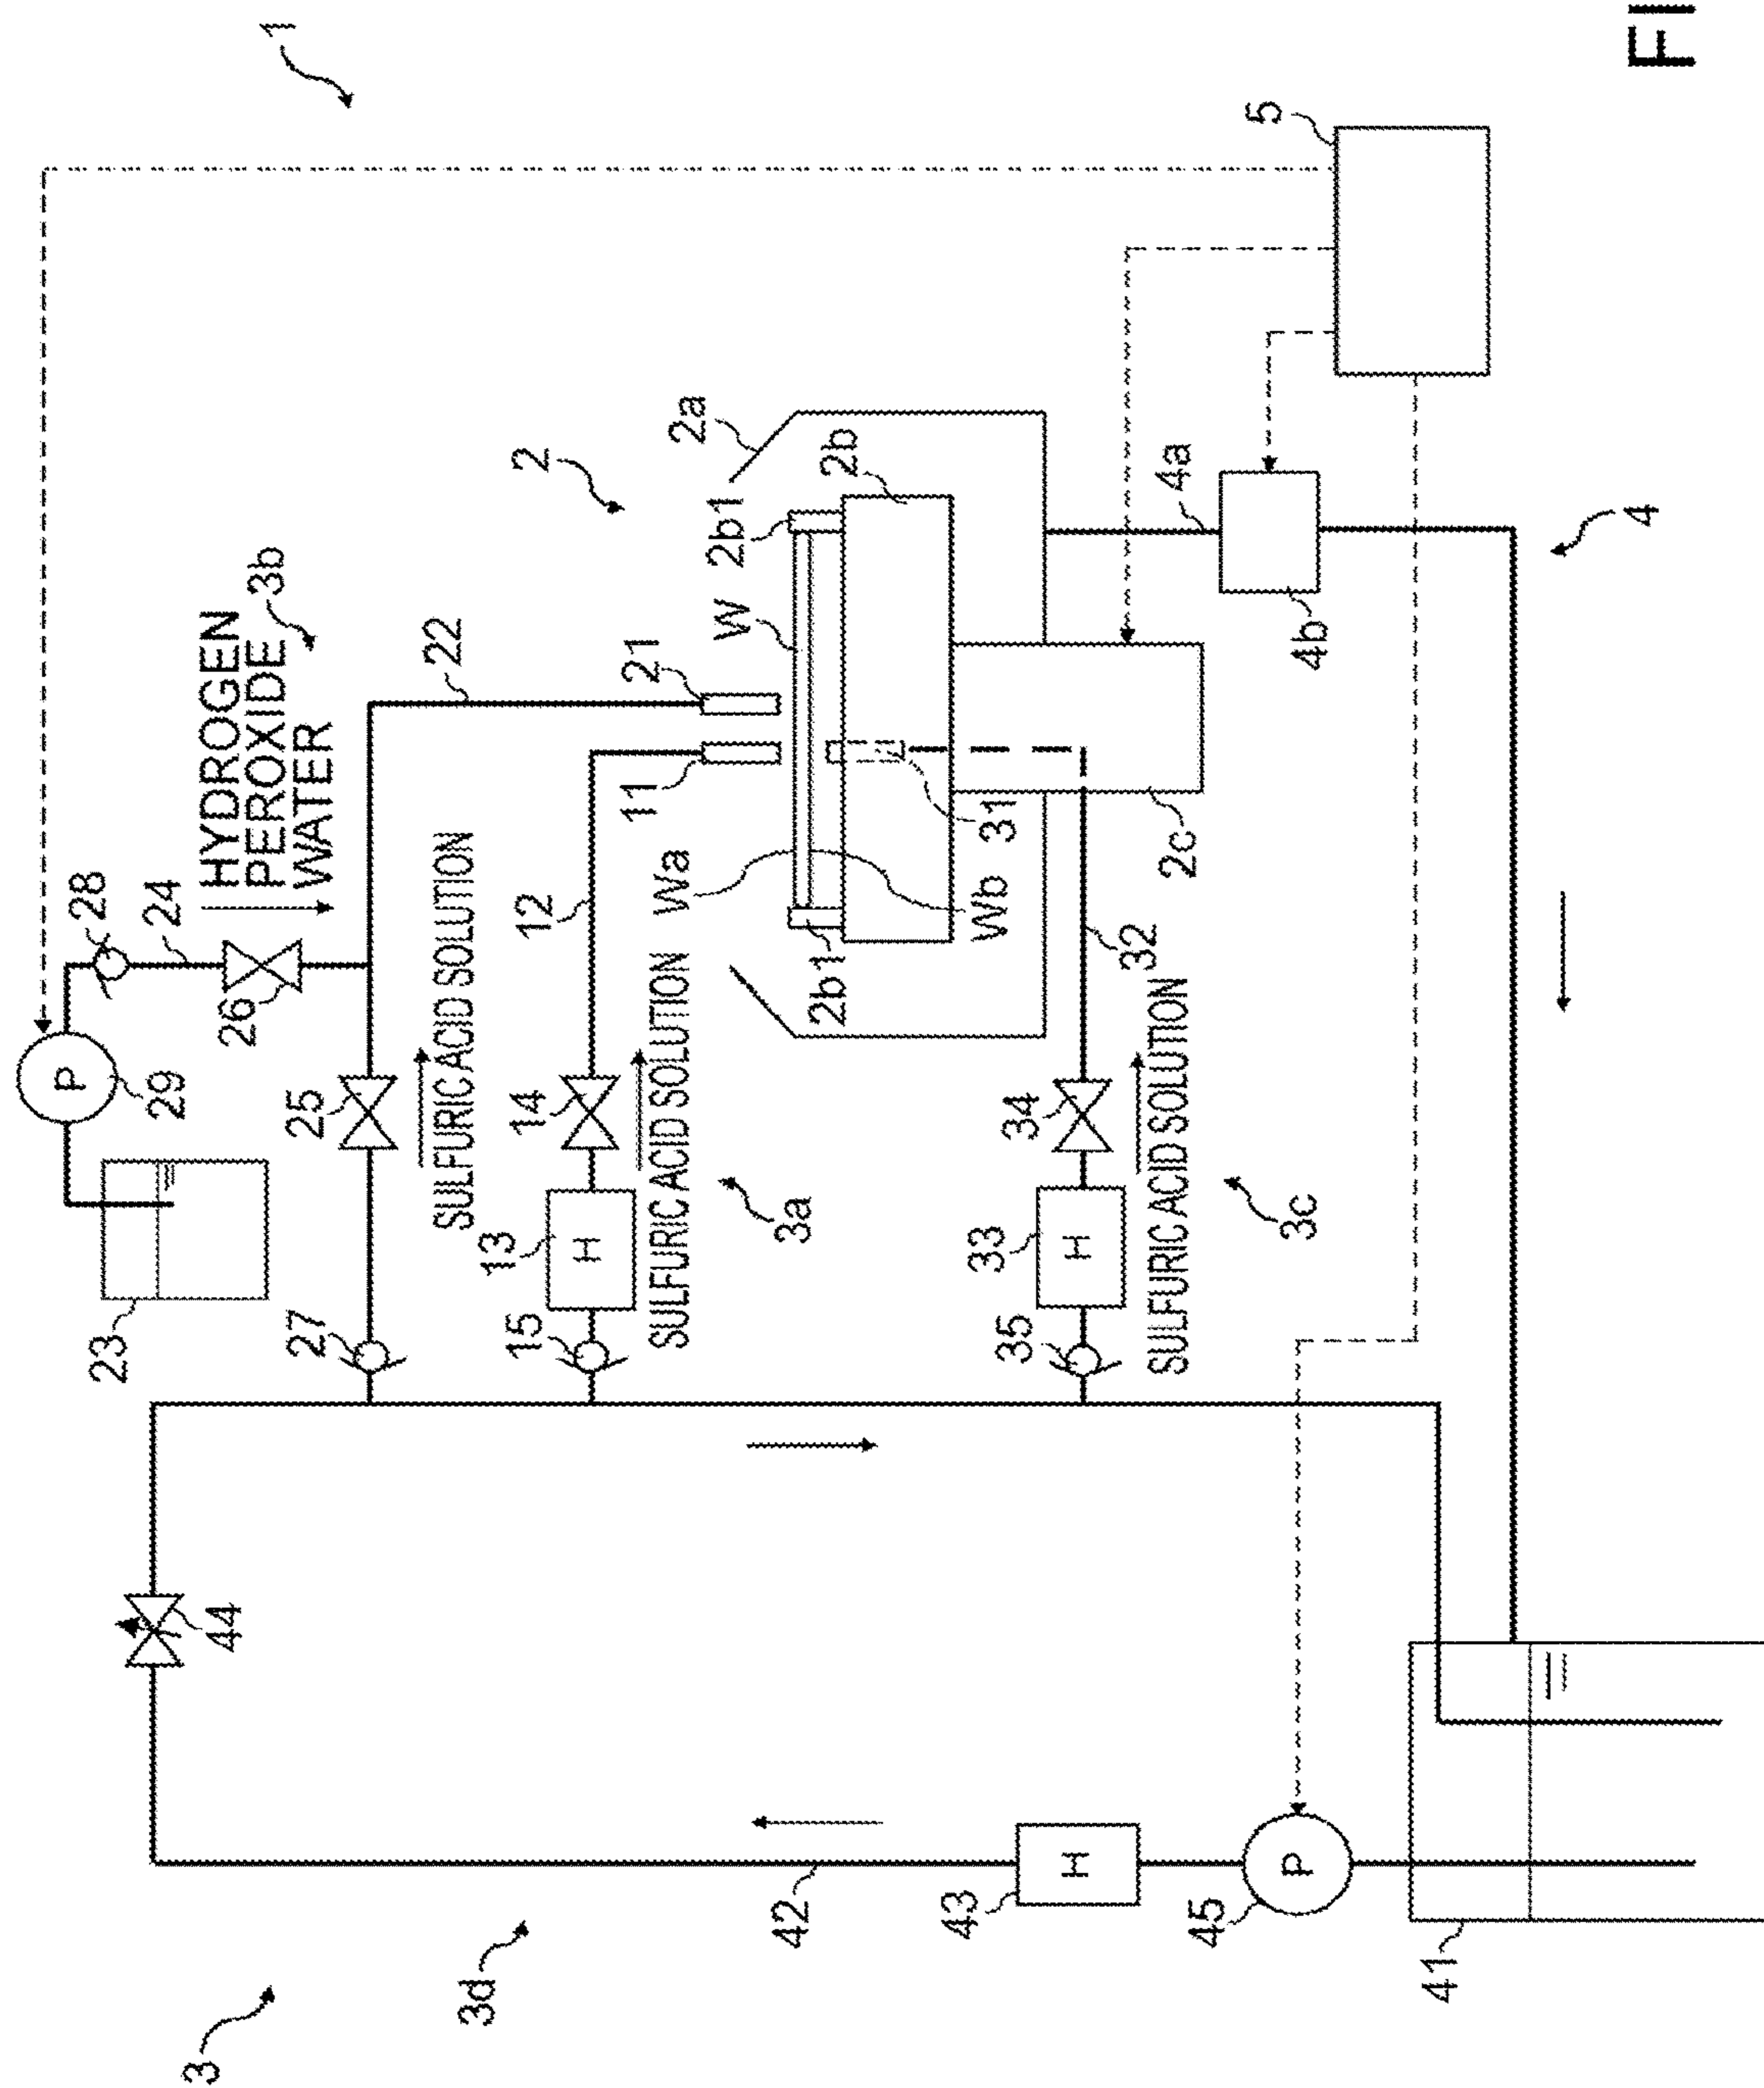 P
28
23
29
24
3
44
26
HYDROGEN
PEROXIDE
WATER
3b
1
27
25
22
SULFURIC ACID SOLUTION
3d
13
15
14
12
2
H
11
21
SULFURIC ACID SOLUTION
Wa
2a
2b1
W
42
3a
2b1
2b
43
33
Wb
31
35
34
H
H
32
SULFURIC ACID SOLUTION
4a
2c
45
5
P
3c
4b
41
4
FI